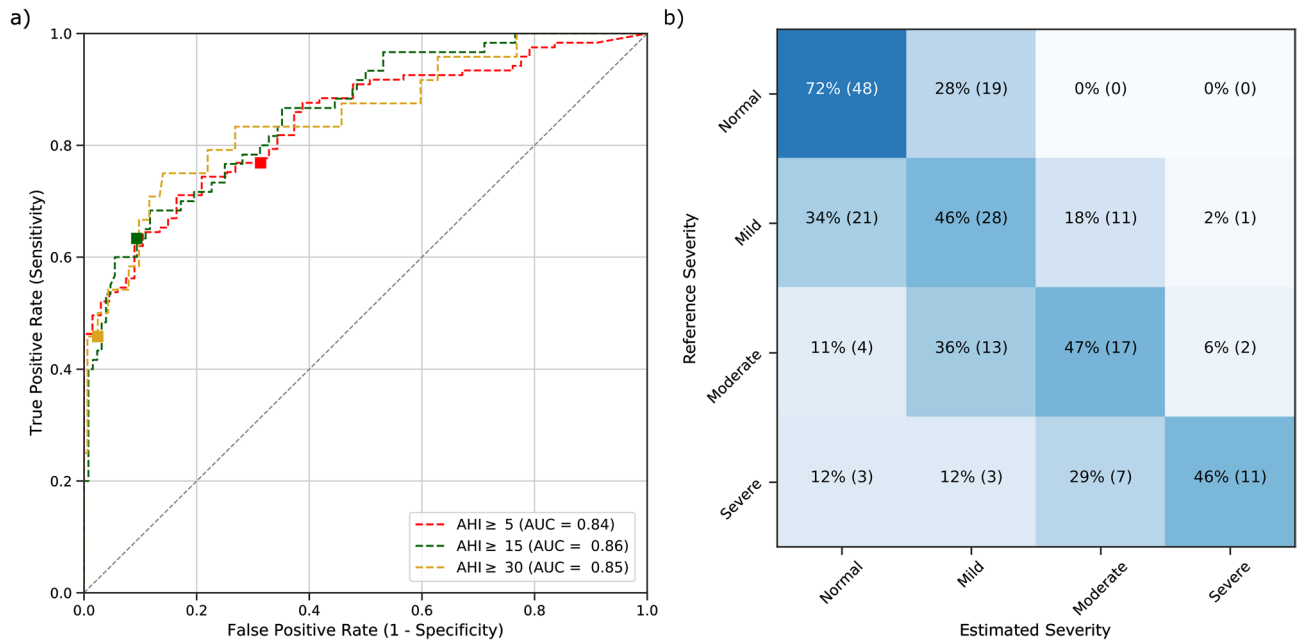 a)
1.0
0.8
0.6
0.4
0.2
0.0
True Positive Rate (Sensitivity)
0.0 0.2 0.4 0.6 0.8 1.0
False Positive Rate (1 - Specificity)
AHI ≥ 5 (AUC = 0.84)
AHI ≥ 15 (AUC = 0.86)
AHI ≥ 30 (AUC = 0.85)
b)
Reference Severity
Normal
72% (48) 28% (19) 0% (0) 0% (0)
Mild
34% (21) 46% (28) 18% (11) 2% (1)
Moderate
11% (4) 36% (13) 47% (17) 6% (2)
Severe
12% (3) 12% (3) 29% (7) 46% (11)
Normal Mild Moderate Severe
Estimated Severity